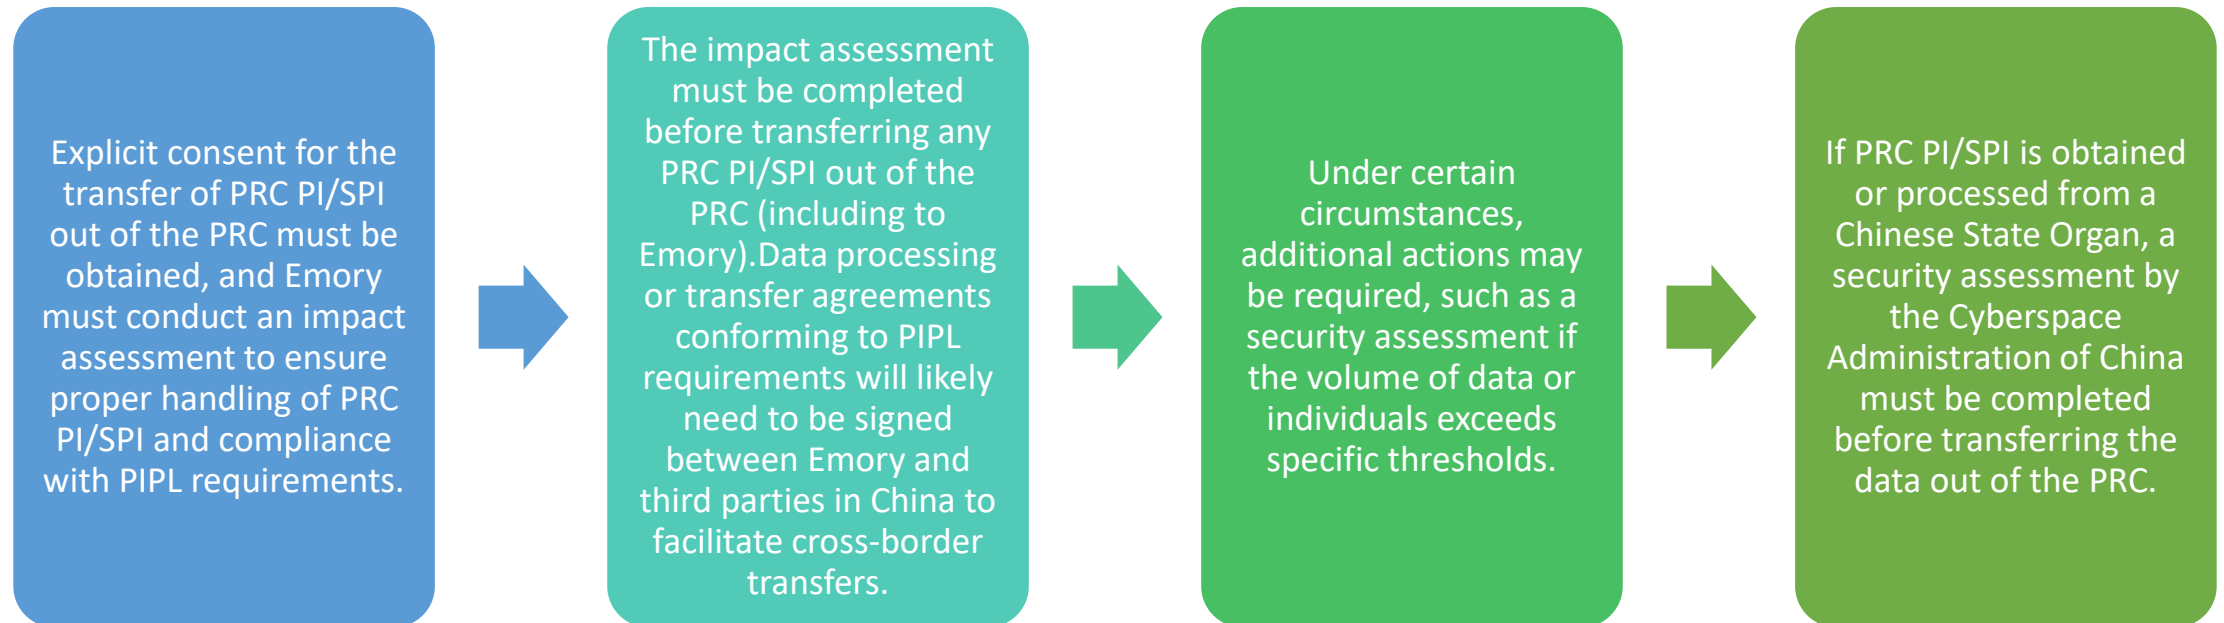 Explicit consent for the
transfer of PRC PI/SPI
out of the PRC must be
obtained, and Emory
must conduct an impact
assessment to ensure
proper handling of PRC
PI/SPI and compliance
with PIPL requirements.
The impact assessment
must be completed
before transferring any
PRC PI/SPI out of the
PRC (including to
Emory).Data processing
or transfer agreements
conforming to PIPL
requirements will likely
need to be signed
between Emory and
third parties in China to
facilitate cross-border
transfers.
Under certain
circumstances,
additional actions may
be required, such as a
security assessment if
the volume of data or
individuals exceeds
specific thresholds.
If PRC PI/SPI is obtained
or processed from a
Chinese State Organ, a
security assessment by
the Cyberspace
Administration of China
must be completed
before transferring the
data out of the PRC.